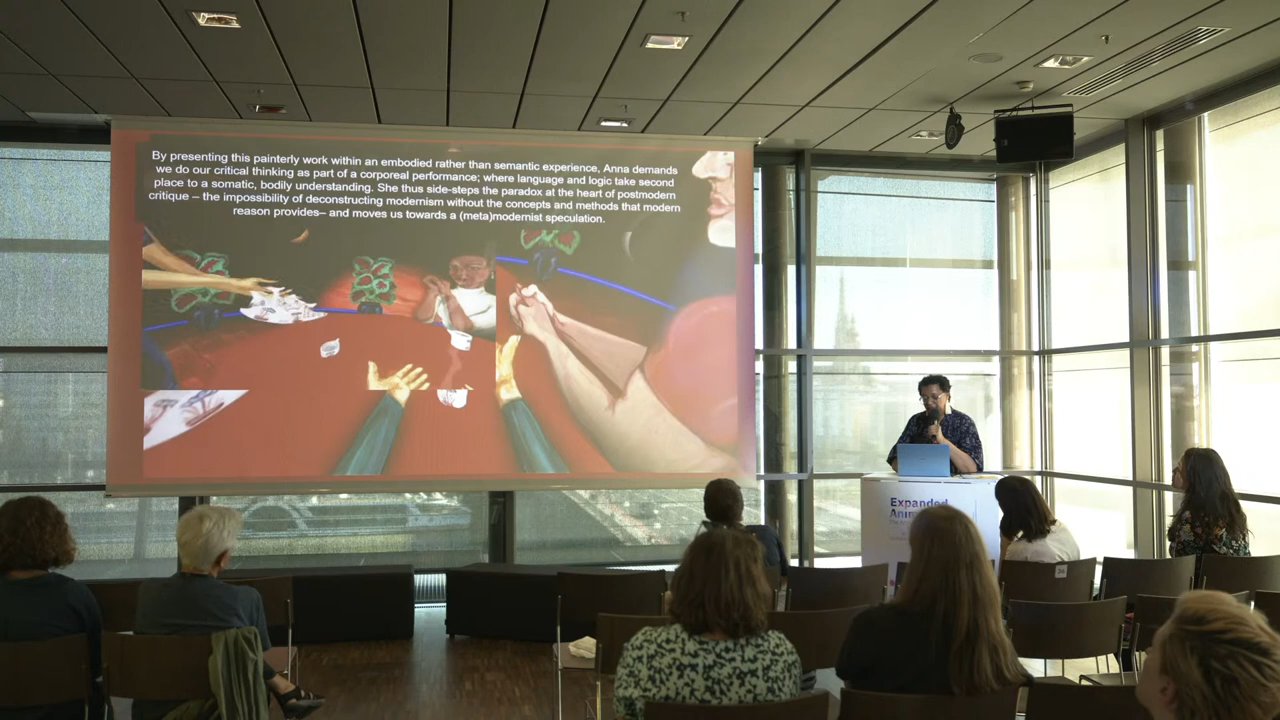 By presenting this painterly work within an embodied rather than semantic experience, Anna demands
we do our critical thinking as part of a corporeal performance; where language and logic take second
place to a somatic, bodily understanding. She thus side-steps the paradox at the heart of postmodern
critique – the impossibility of deconstructing modernism without the concepts and methods that modern
reason provides– and moves us towards a (meta)modernist speculation.
Expanded